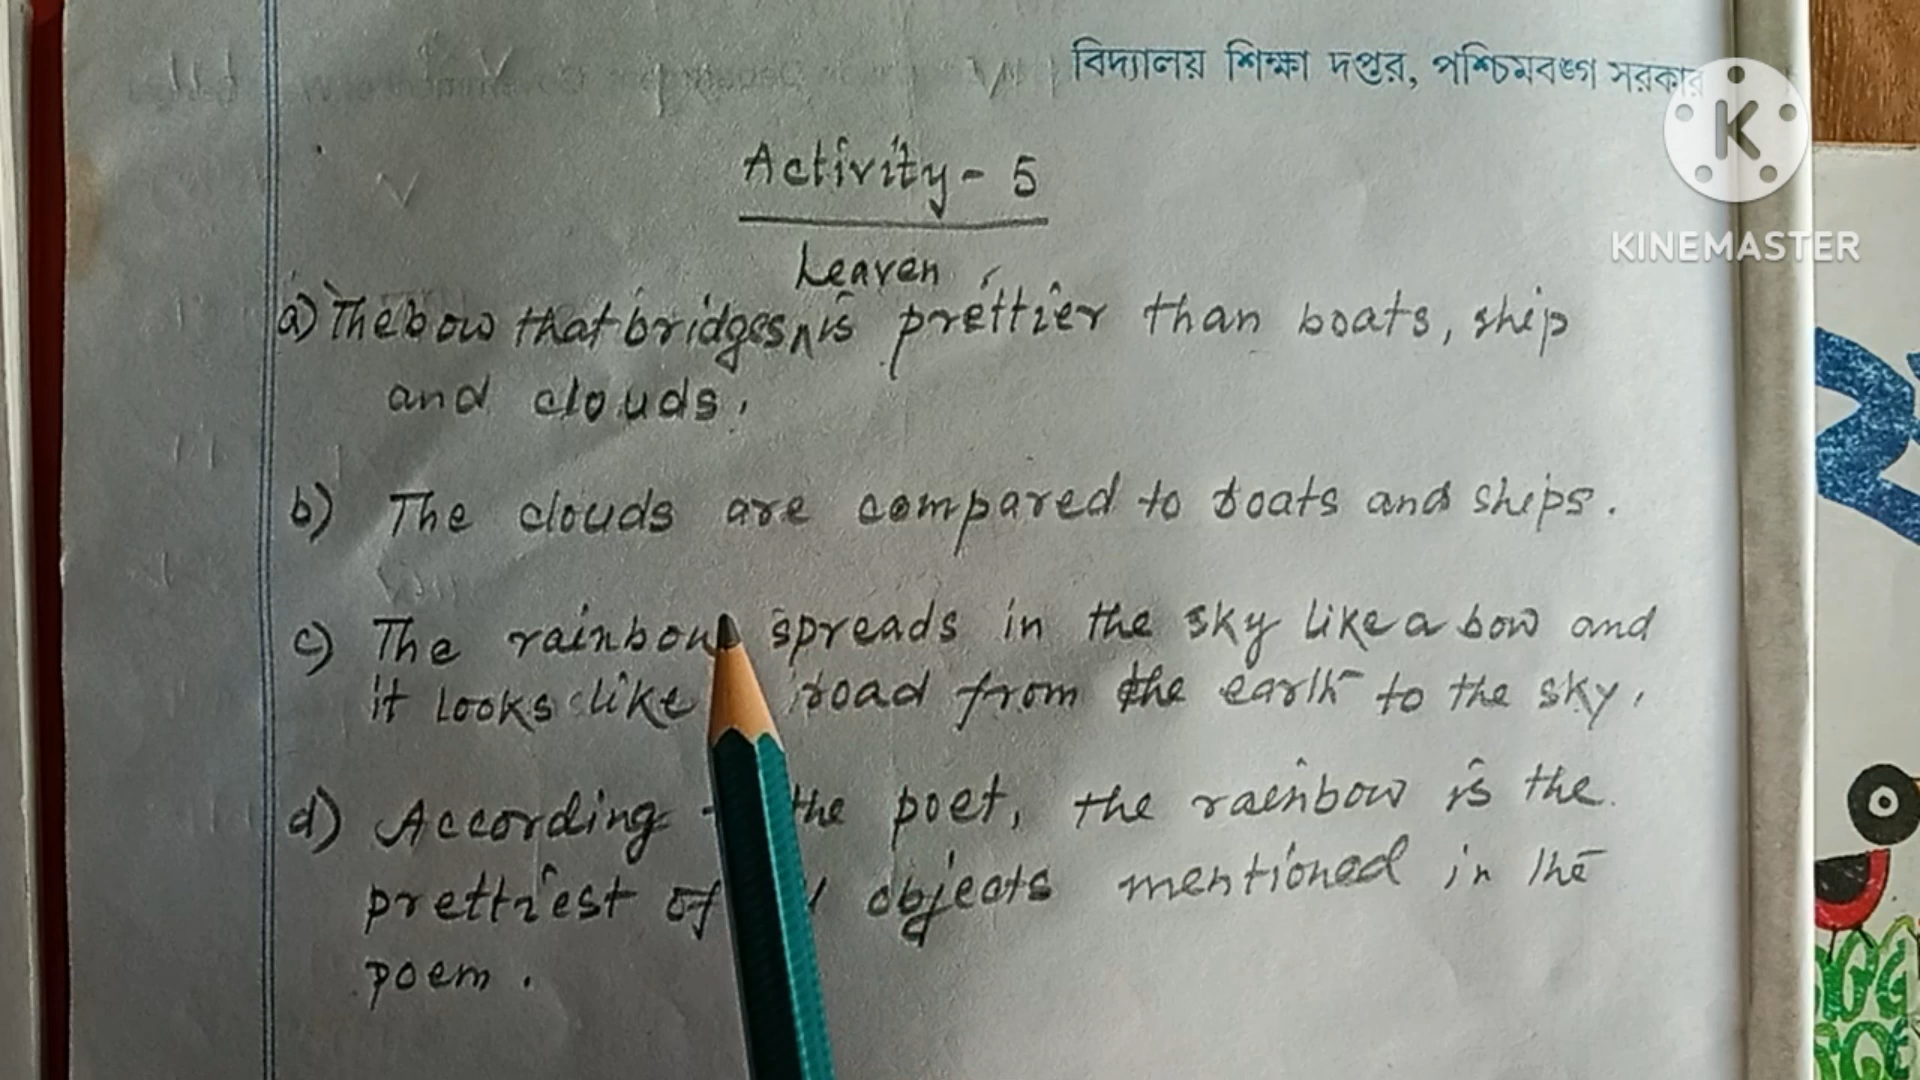 বিদ্যালয় শিক্ষা দপ্তর, পশ্চিমবঙ্গ সরকার
K
KINEMASTER
Activity - 5
heaven
a) The bow that bridges ^ is prettier than boats, ship
and clouds.
b) The clouds are compared to boats and ships.
c) The rainbow spreads in the sky like a bow and
it looks like road from the earth to the sky.
d) According the poet, the rainbow is the
prettiest of objects mentioned in the
poem.